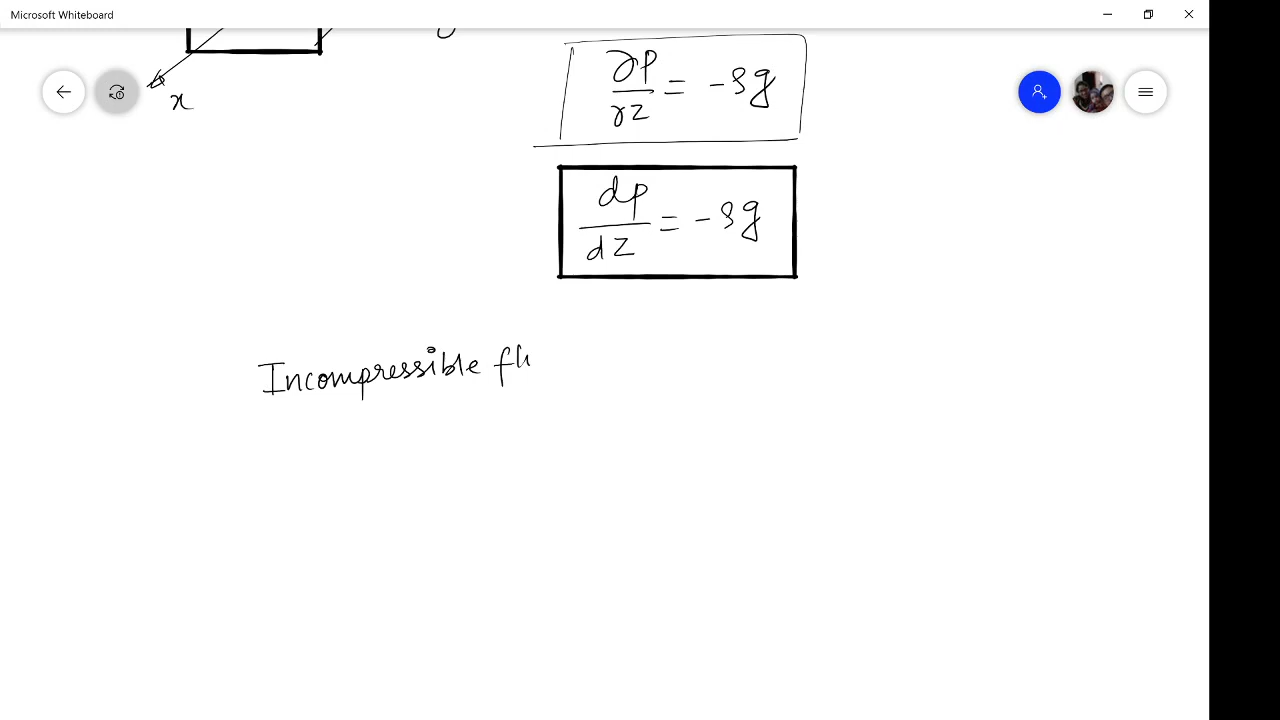 Microsoft Whiteboard
x
∂p/∂z = -ρg
dp/dz = -ρg
Incompressible fl